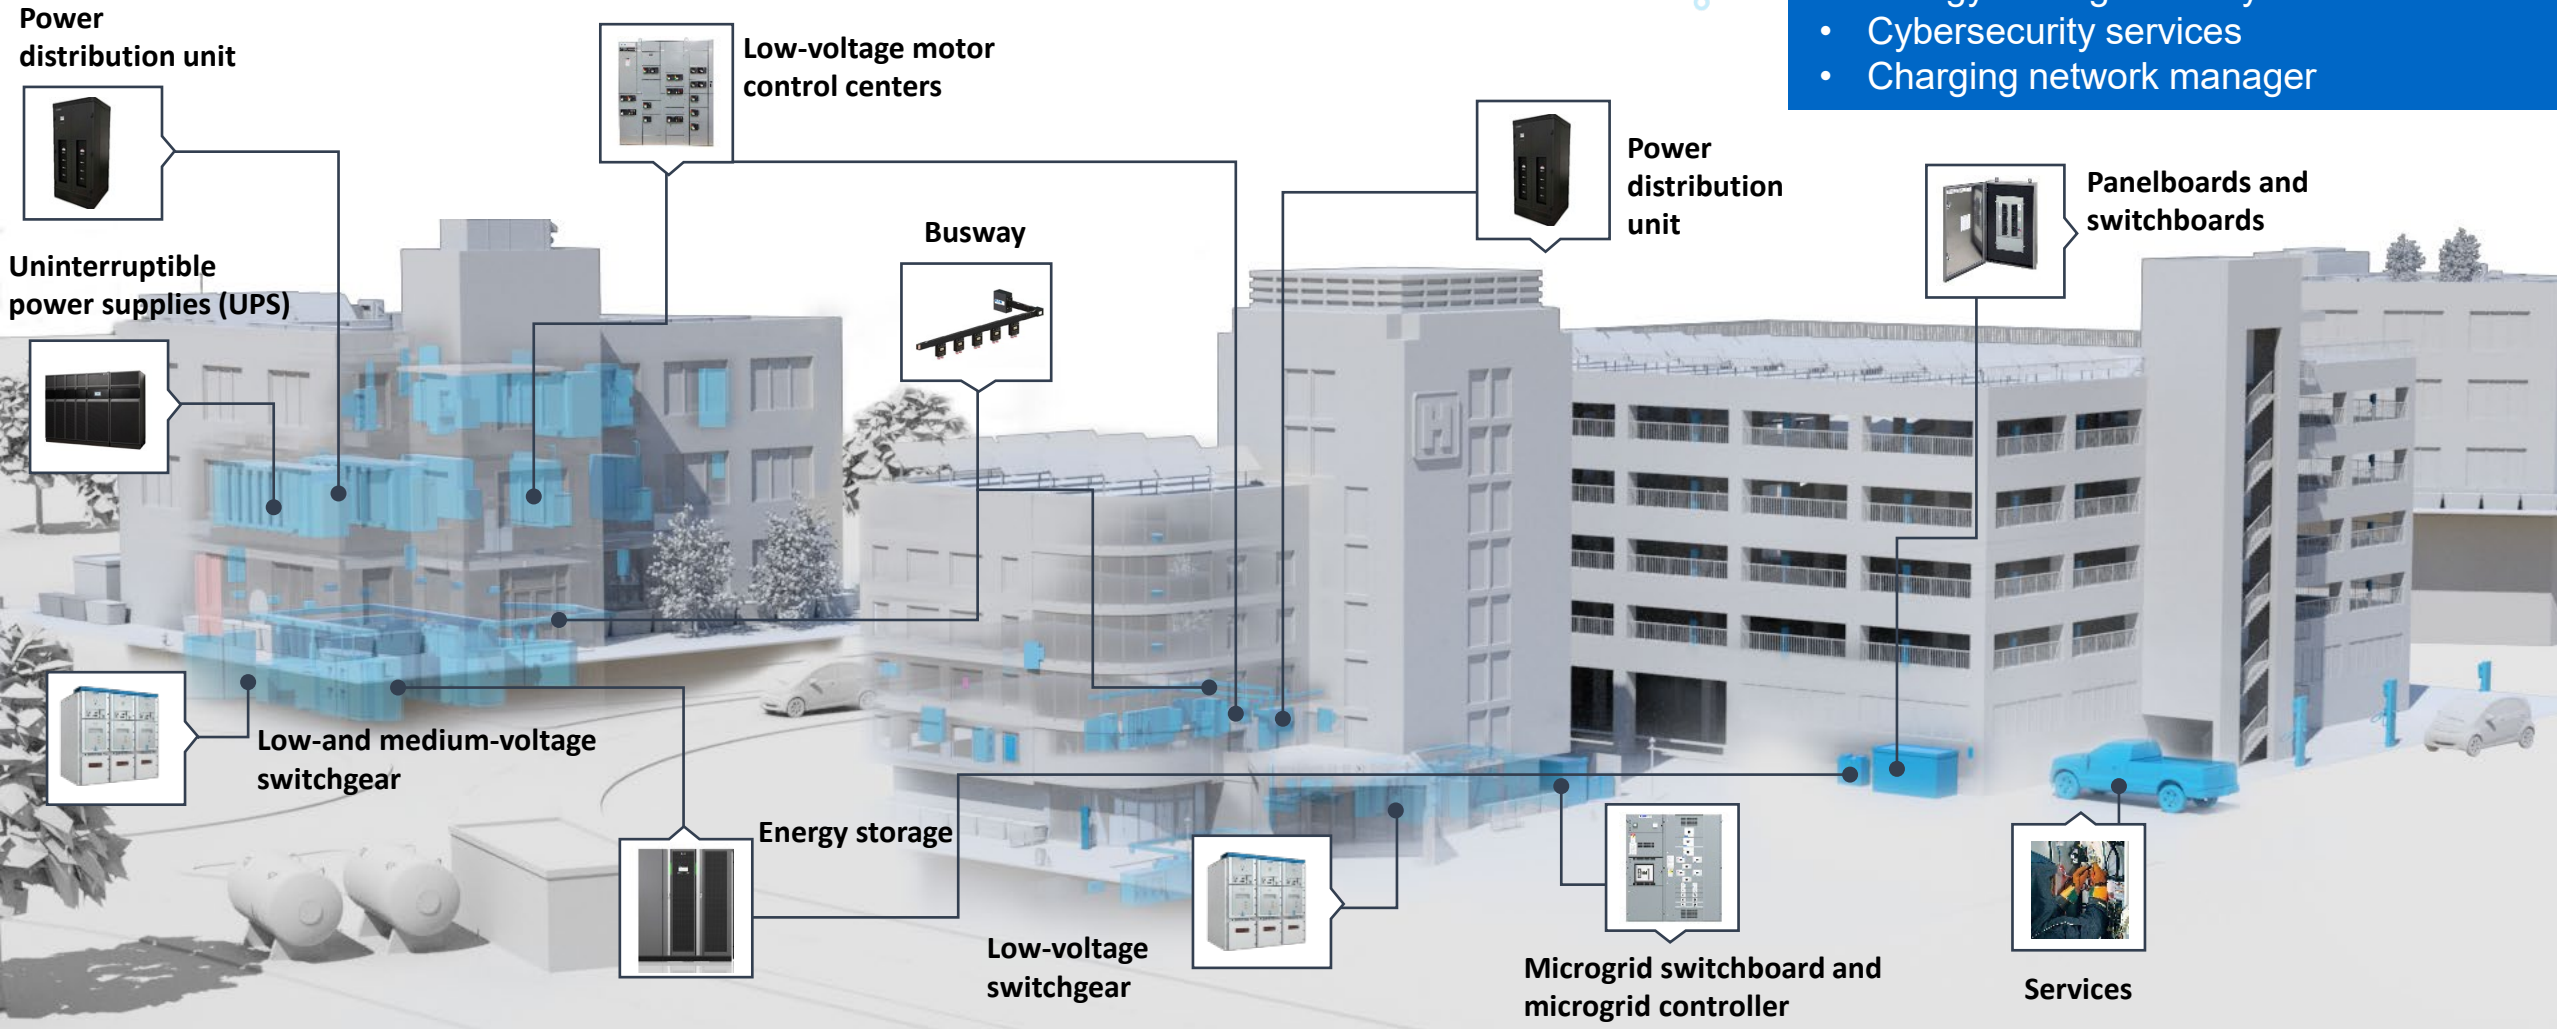 Power
distribution unit
Low-voltage motor
control centers
• Cybersecurity services
• Charging network manager
Power
distribution
unit
Panelboards and
switchboards
Busway
Uninterruptible
power supplies (UPS)
H
Low-and medium-voltage
switchgear
Energy storage
Low-voltage
switchgear
Microgrid switchboard and
microgrid controller
Services